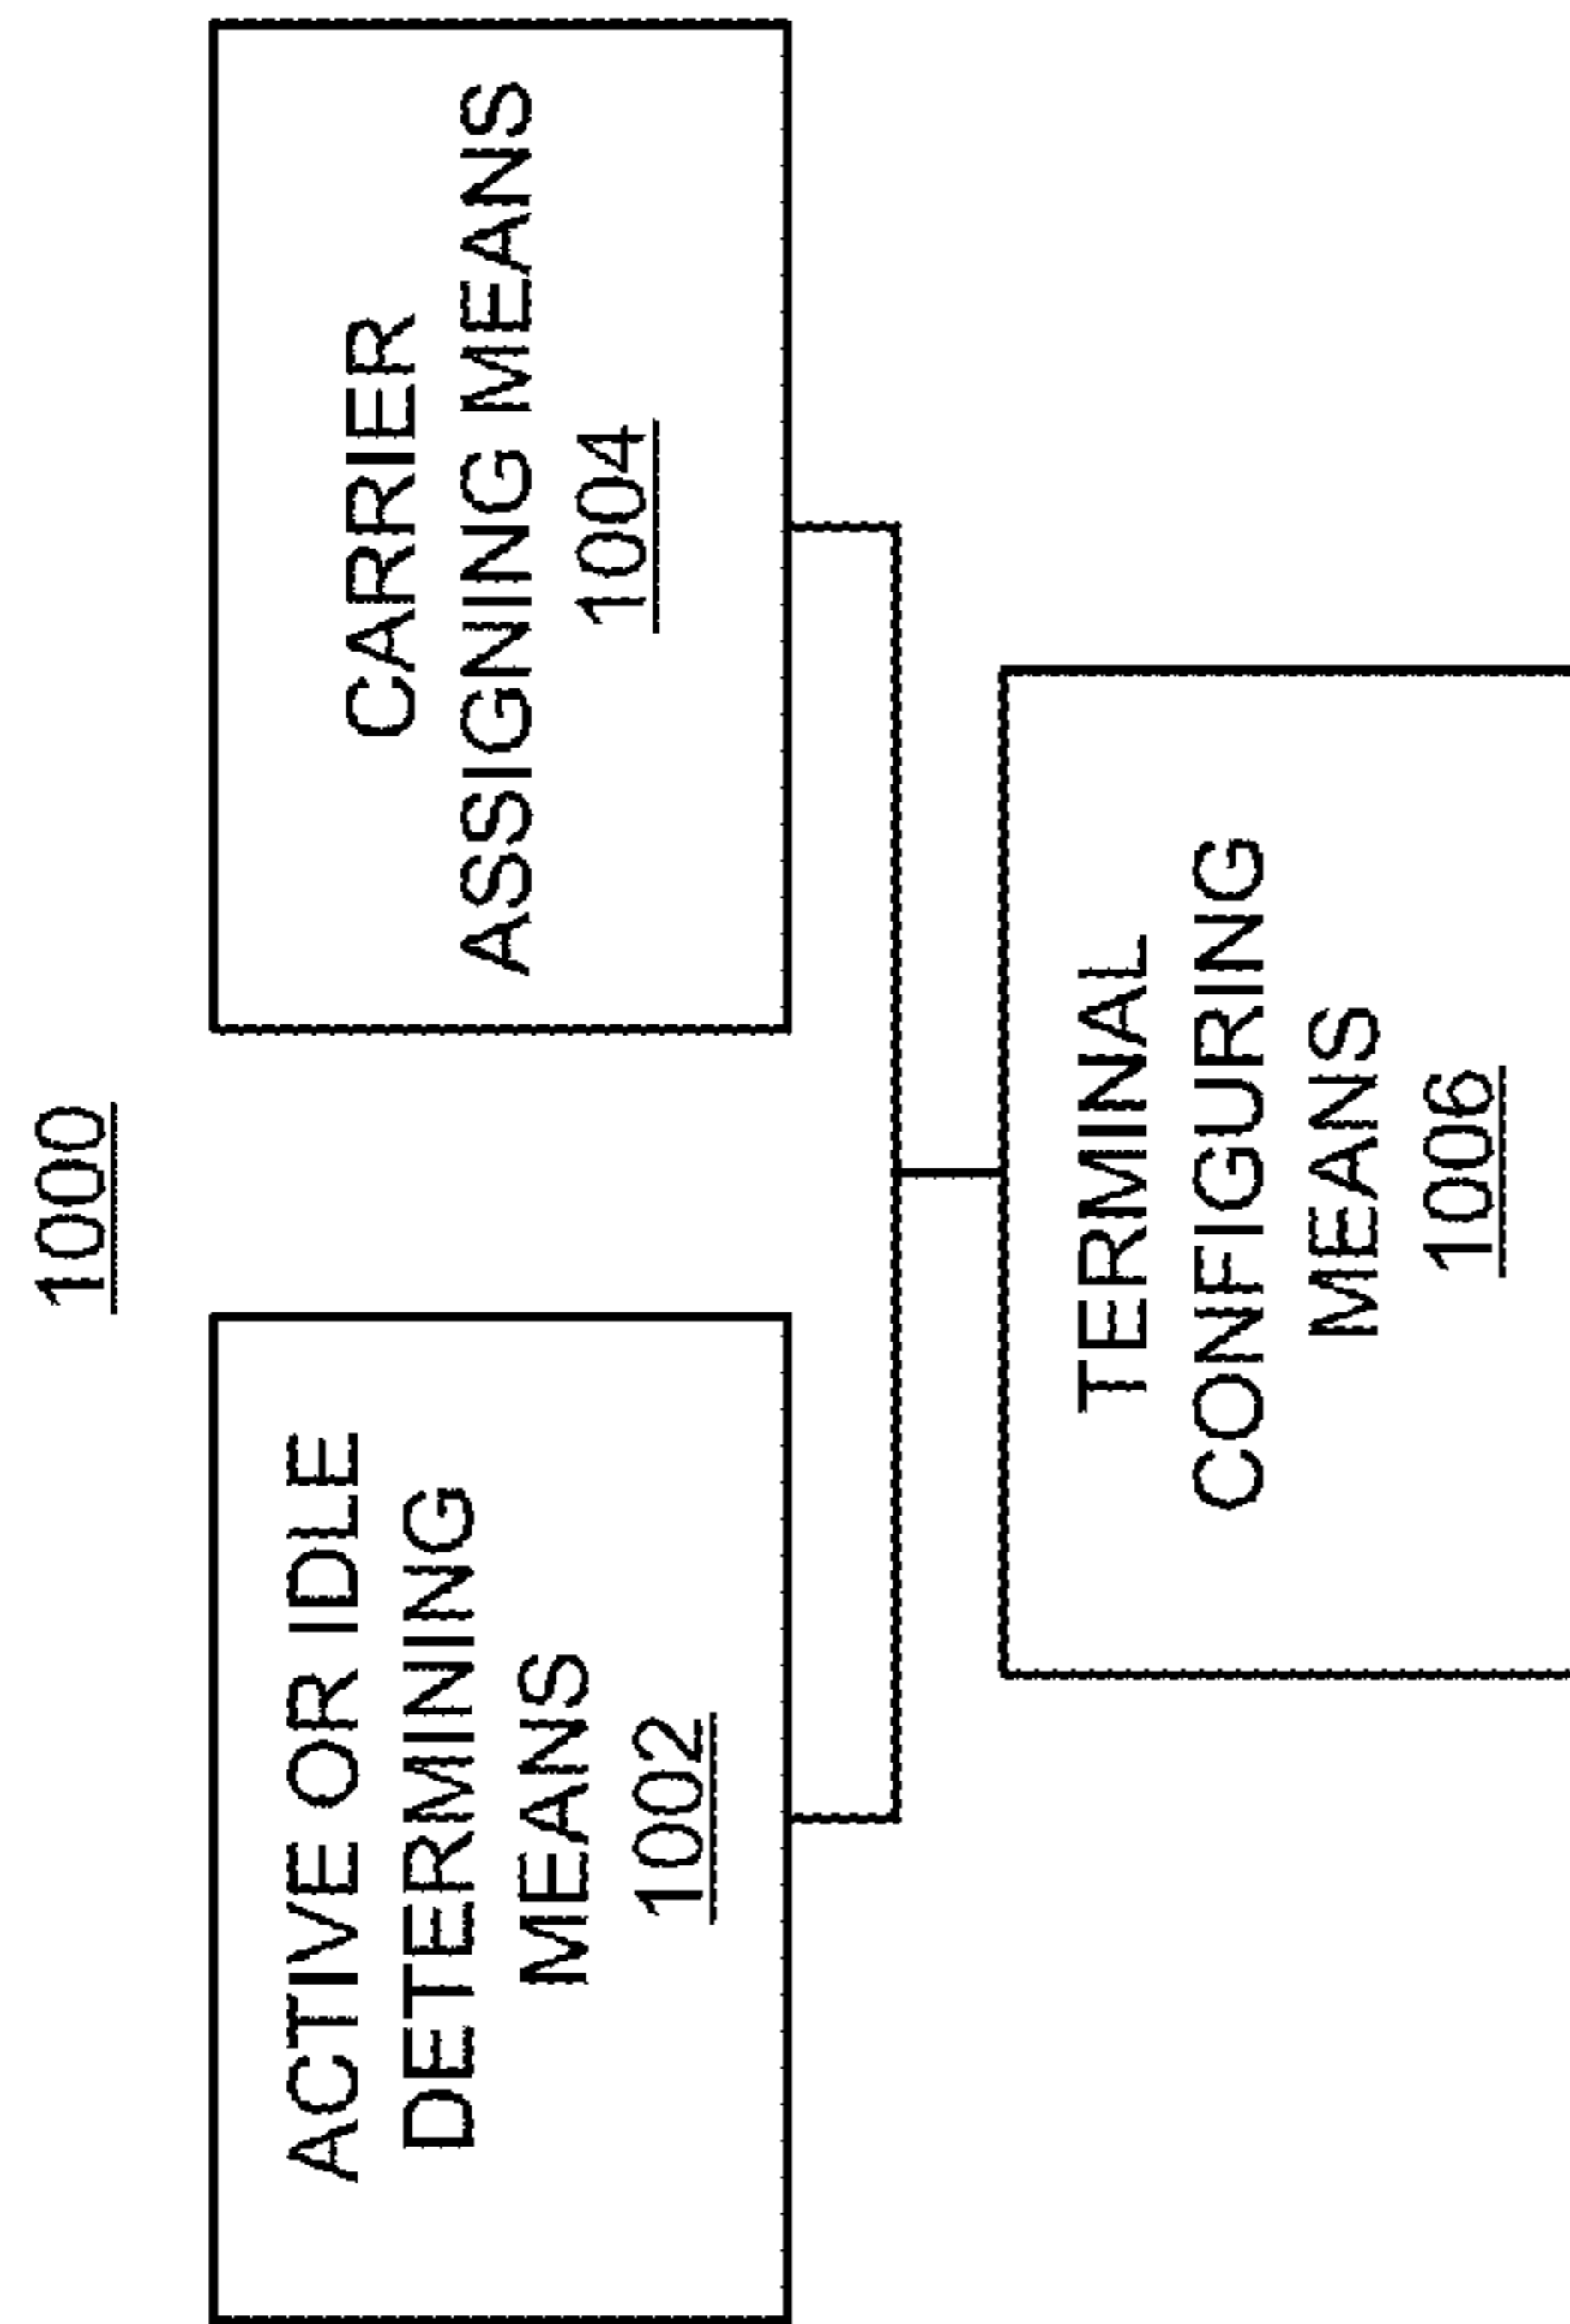 1000
ACTIVE OR IDLE
DETERMINING
MEANS
1002
CARRIER
ASSIGNING MEANS
1004
TERMINAL
CONFIGURING
MEANS
1006